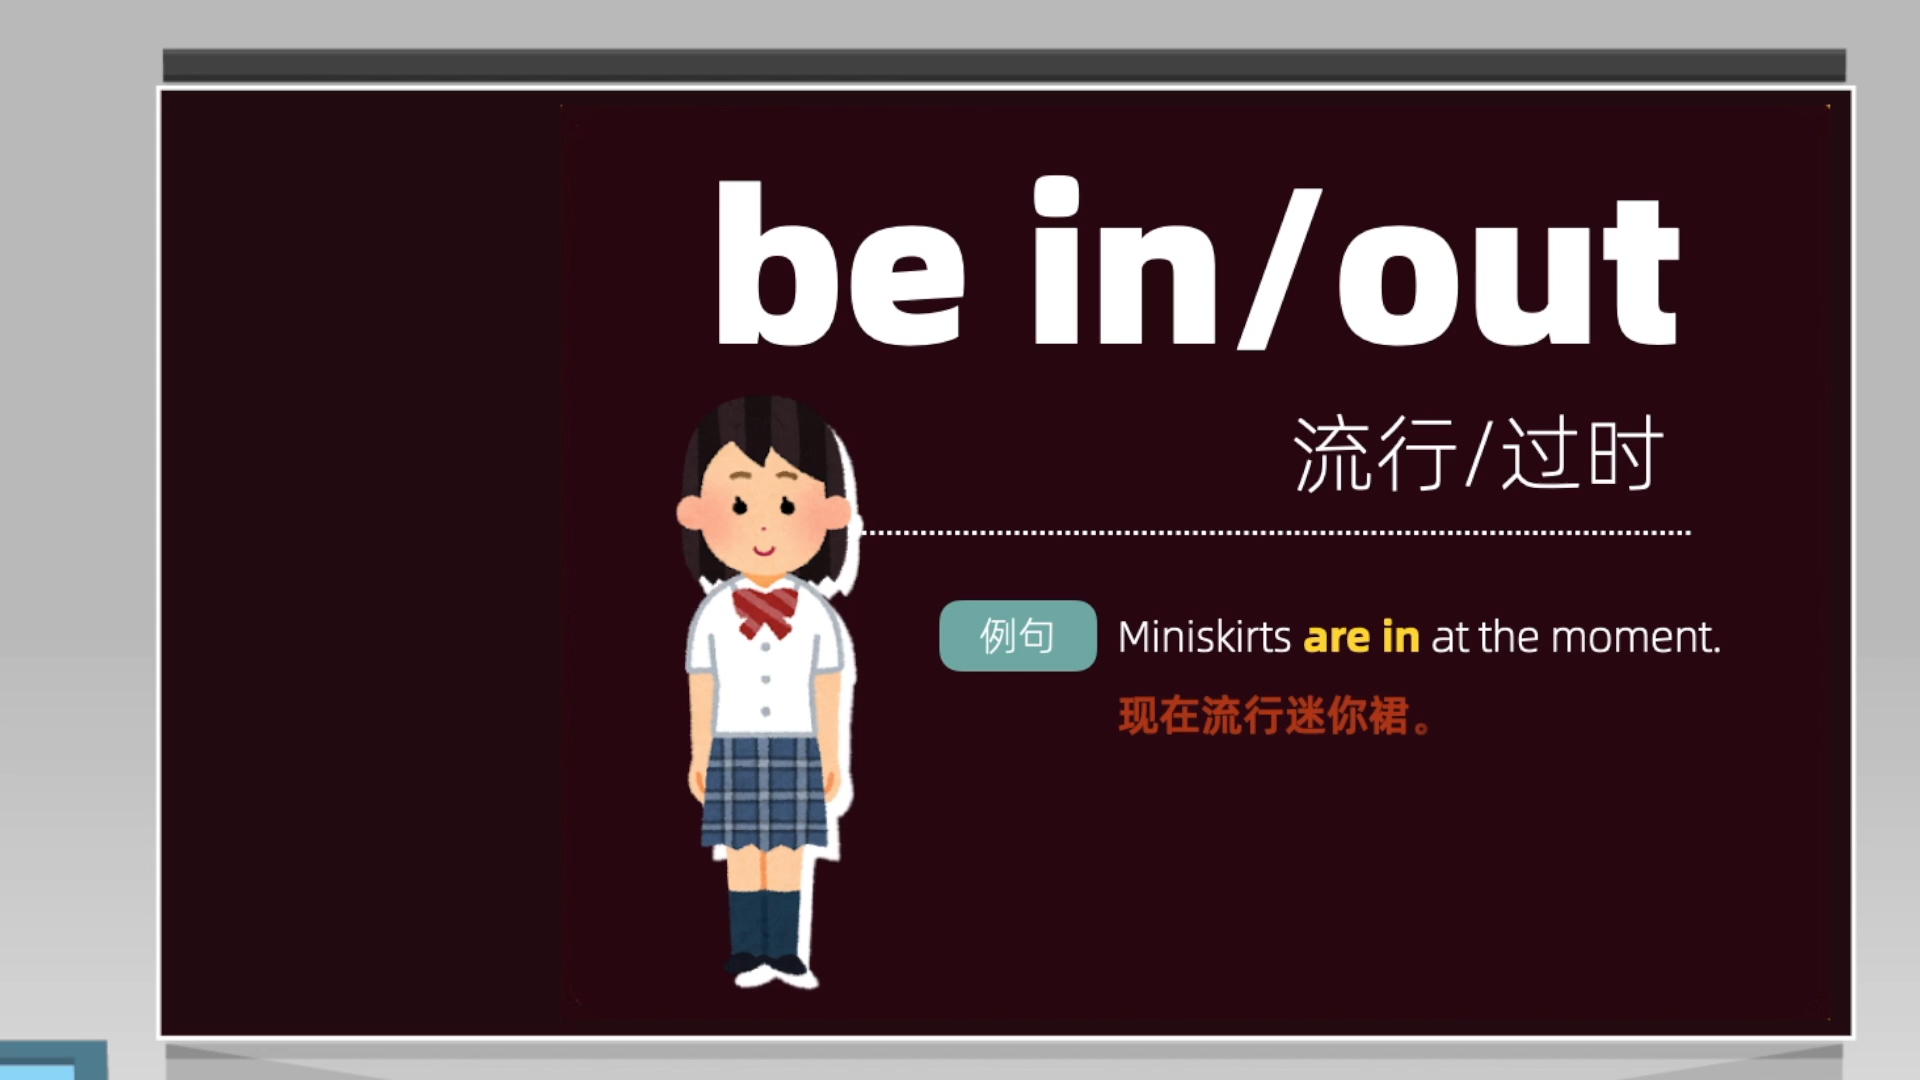 be in/out
流行/过时
例句 Miniskirts are in at the moment.
现在流行迷你裙。